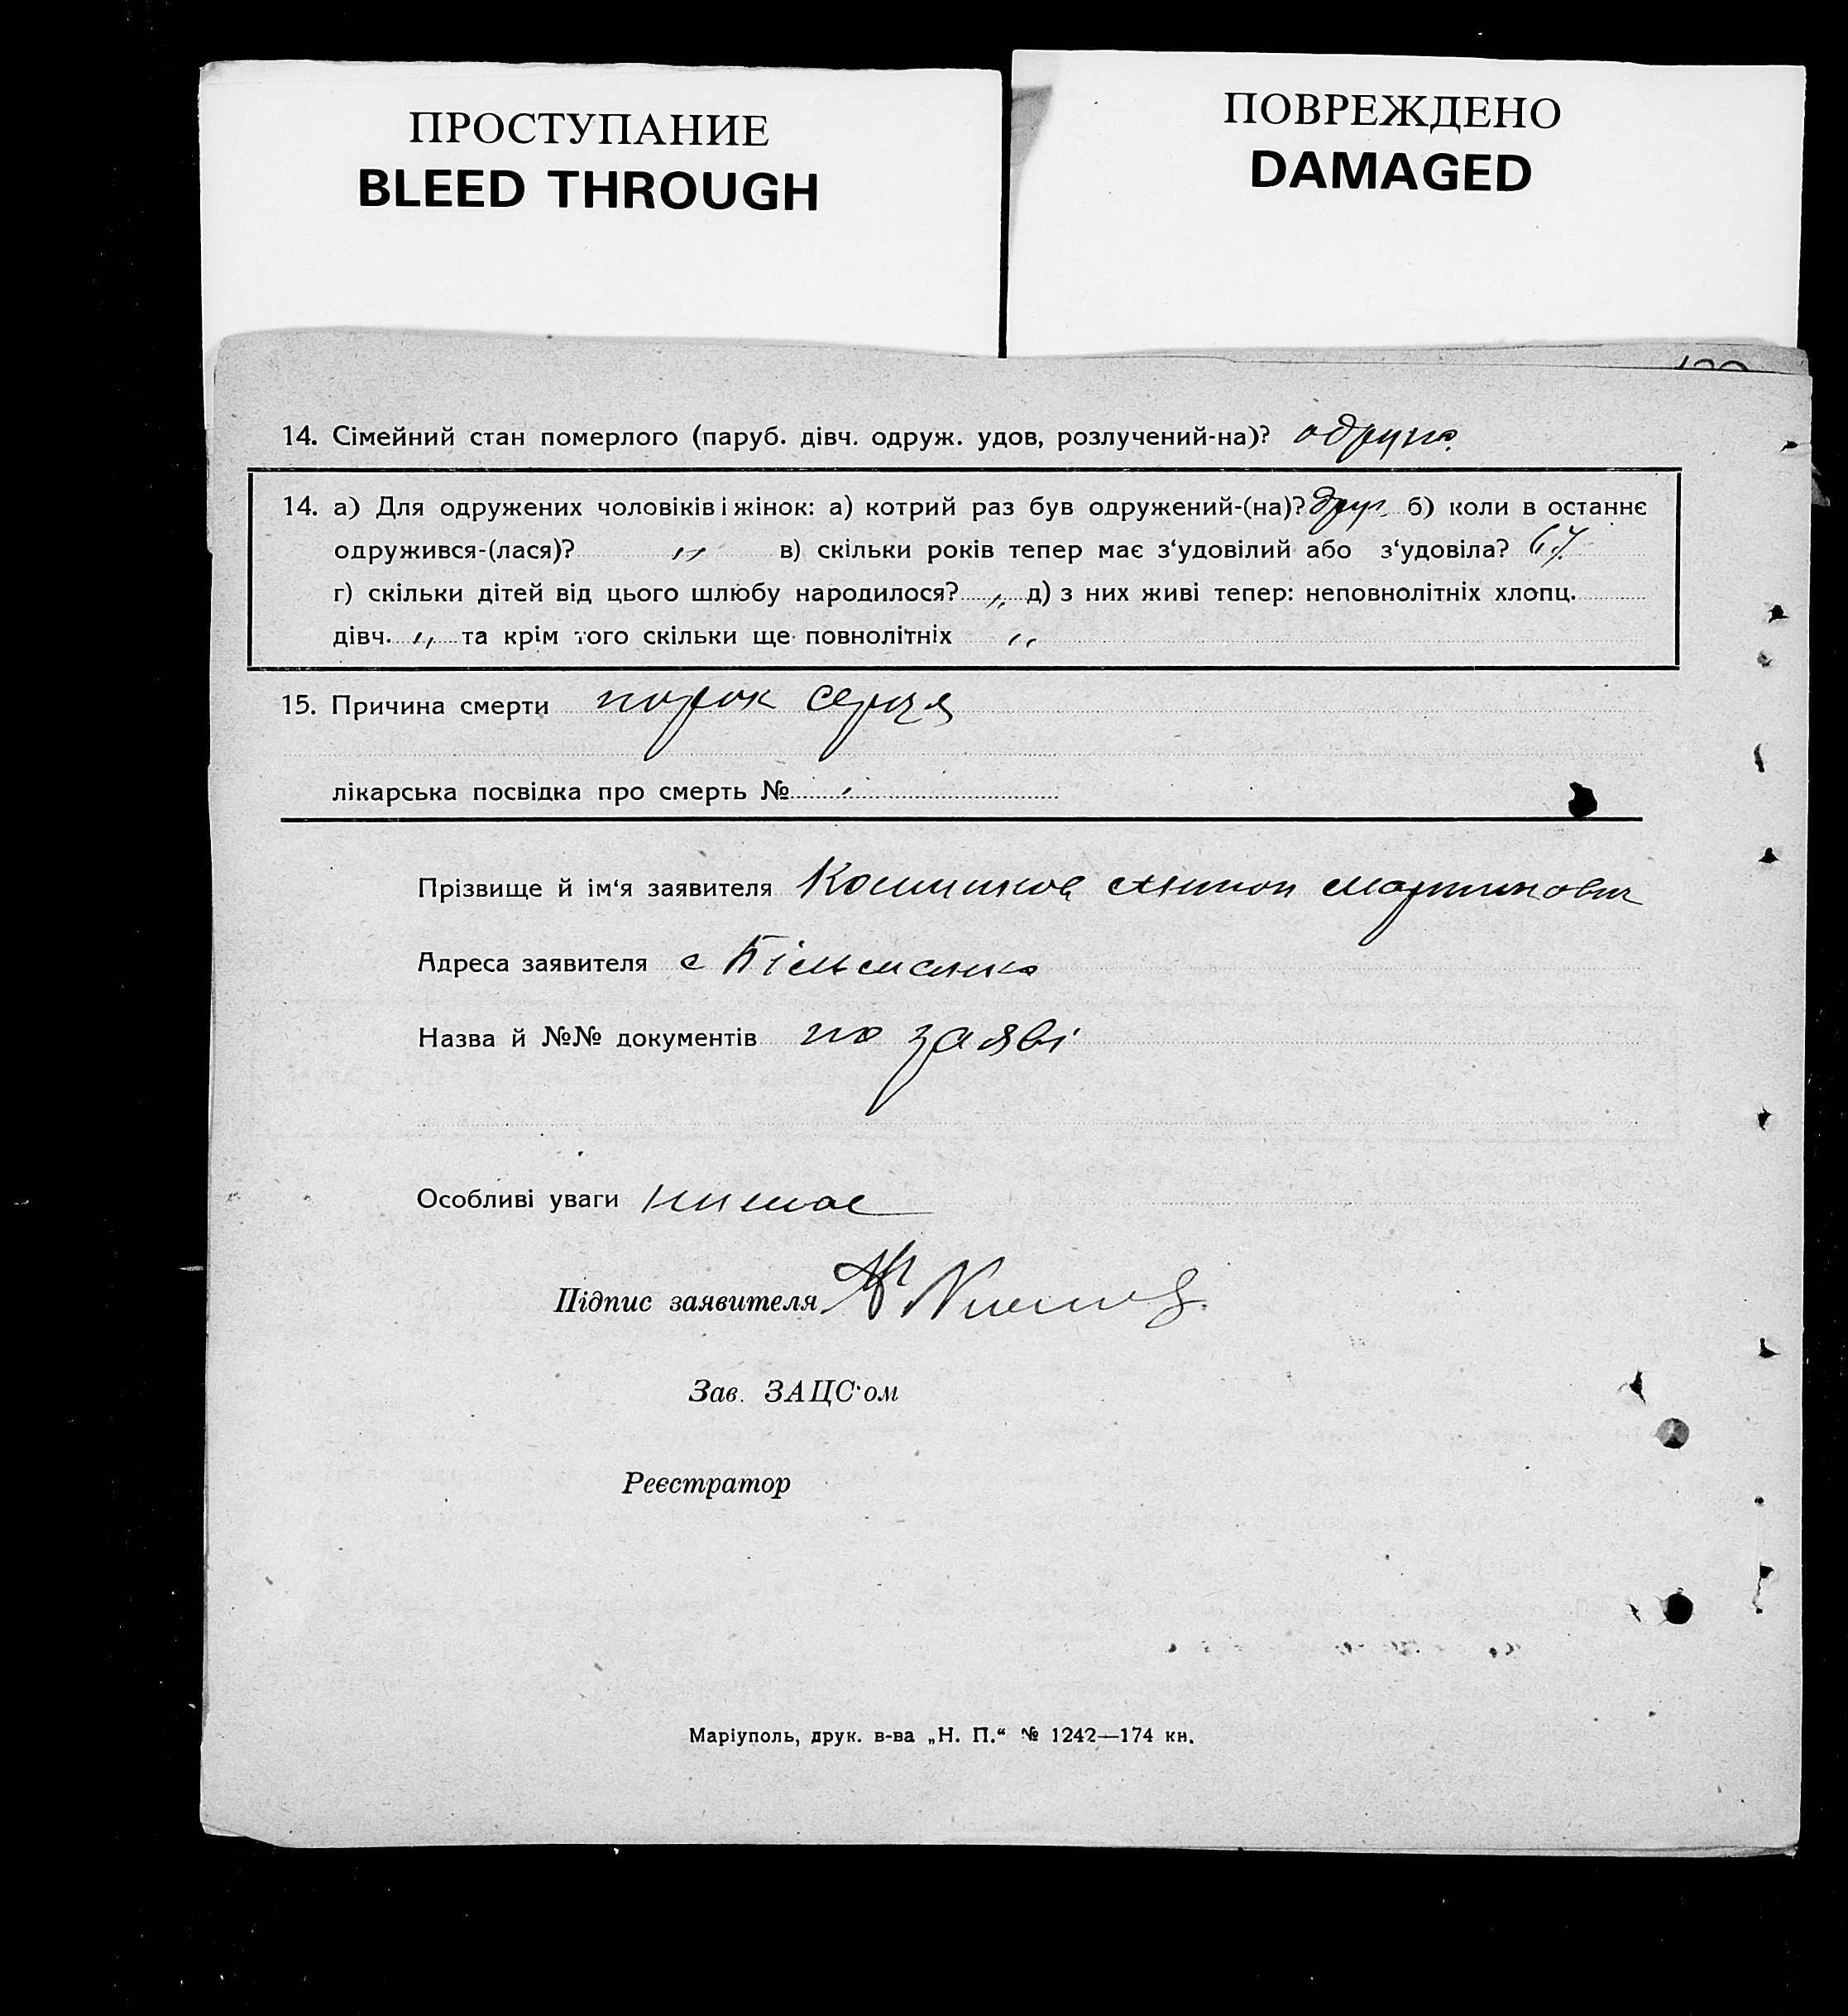 ПРОСТУПАНИЕ
BLEED THROUGH
ПОВРЕЖДЕНО
DAMAGED
14. Сімейний стан померлого (паруб. дівч. одруж. удов, розлучений-на)? одруж.
14. а) Для одружених чоловіків і жінок: а) котрий раз був одружений-(на)? друг. б) коли в останнє
одружився-(лася)? „ в) скільки років тепер має з‘удовілий або з‘удовіла? 67
г) скільки дітей від цього шлюбу народилося? „ д) з них живі тепер: неповнолітніх хлопц.
дівч. „ та крім того скільки ще повнолітніх „
15. Причина смерти порок серця
лікарська посвідка про смерть №
Прізвище й ім‘я заявителя Антон Мартинович
Адреса заявителя с
Назва й №№ документів по заяві
Особливі уваги немає
Підпис заявителя
Зав. ЗАЦС‘ом
Реєстратор
Маріуполь, друк. в-ва „Н. П.“ № 1242—174 кн.